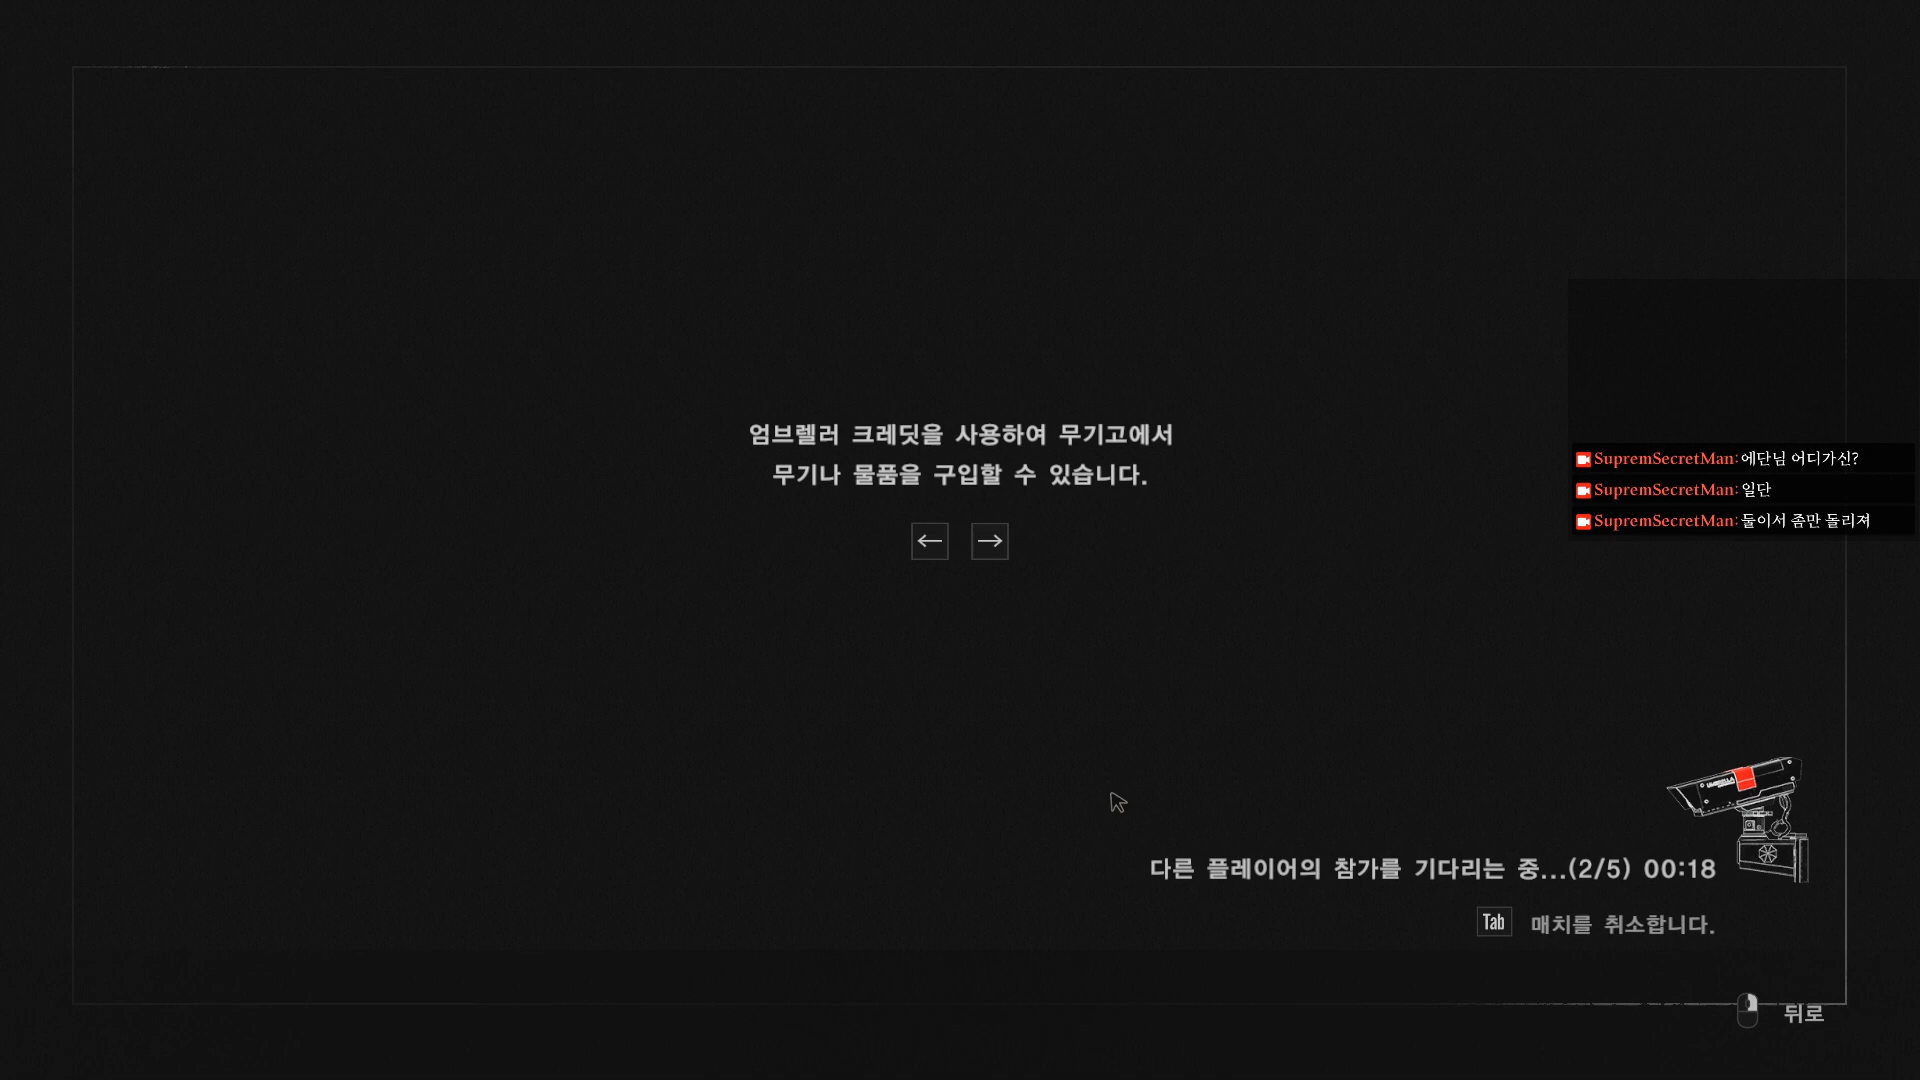 엄브렐러 크레딧을 사용하여 무기고에서
무기나 물품을 구입할 수 있습니다.
SupremSecretMan: 에단님 어디가신?
SupremSecretMan: 일단
SupremSecretMan: 둘이서 좀만 돌리져
다른 플레이어의 참가를 기다리는 중...(2/5) 00:18
Tab 매치를 취소합니다.
뒤로